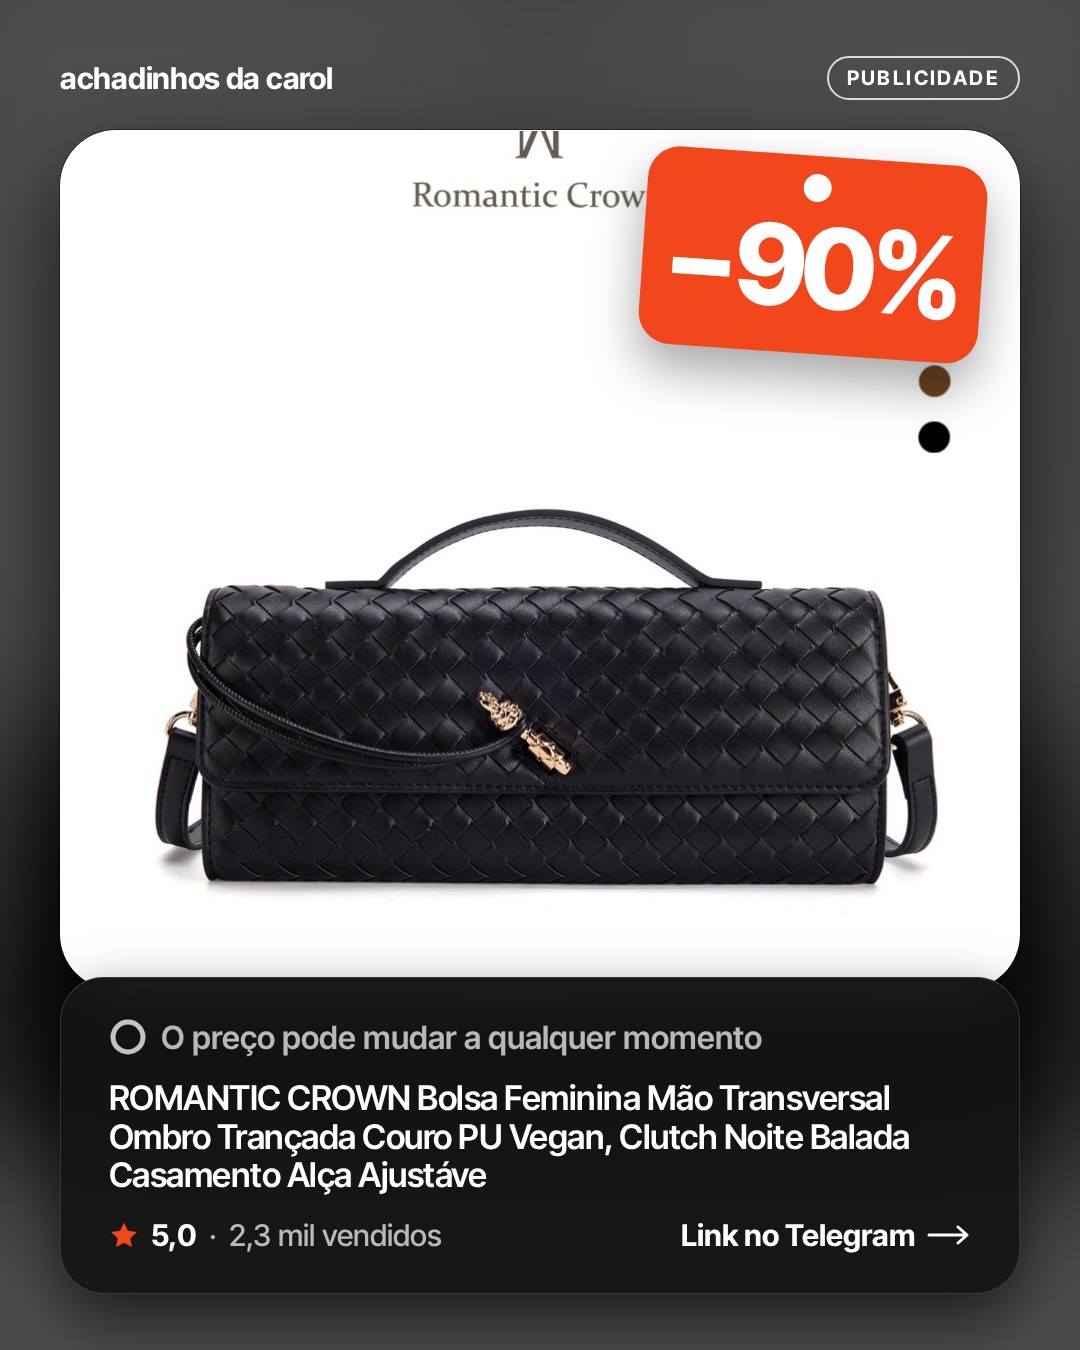 achadinhos da carol
PUBLICIDADE
Romantic Crow
−90%
O preço pode mudar a qualquer momento
ROMANTIC CROWN Bolsa Feminina Mão Transversal
Ombro Trançada Couro PU Vegan, Clutch Noite Balada
Casamento Alça Ajustáve
5,0 · 2,3 mil vendidos
Link no Telegram →